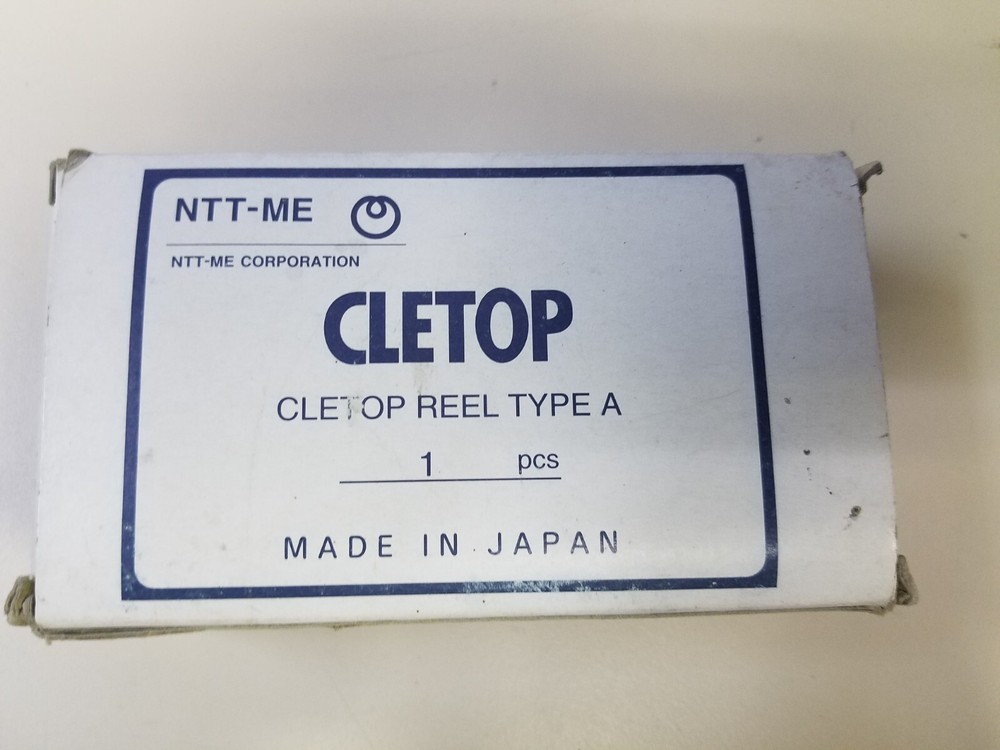 NTT-ME
NTT-ME CORPORATION
CLETOP
CLETOP REEL TYPE A
1 pcs
MADE IN JAPAN